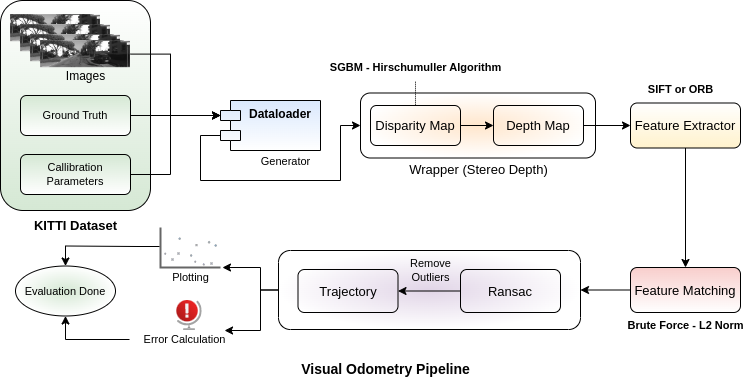 SGBM - Hirschumuller Algorithm
Images
SIFT or ORB
Ground Truth
Dataloader
Disparity Map
Depth Map
Feature Extractor
Generator
Callibration
Parameters
Wrapper (Stereo Depth)
KITTI Dataset
Plotting
Remove
Outliers
Evaluation Done
Trajectory
Ransac
Feature Matching
Error Calculation
Brute Force - L2 Norm
Visual Odometry Pipeline